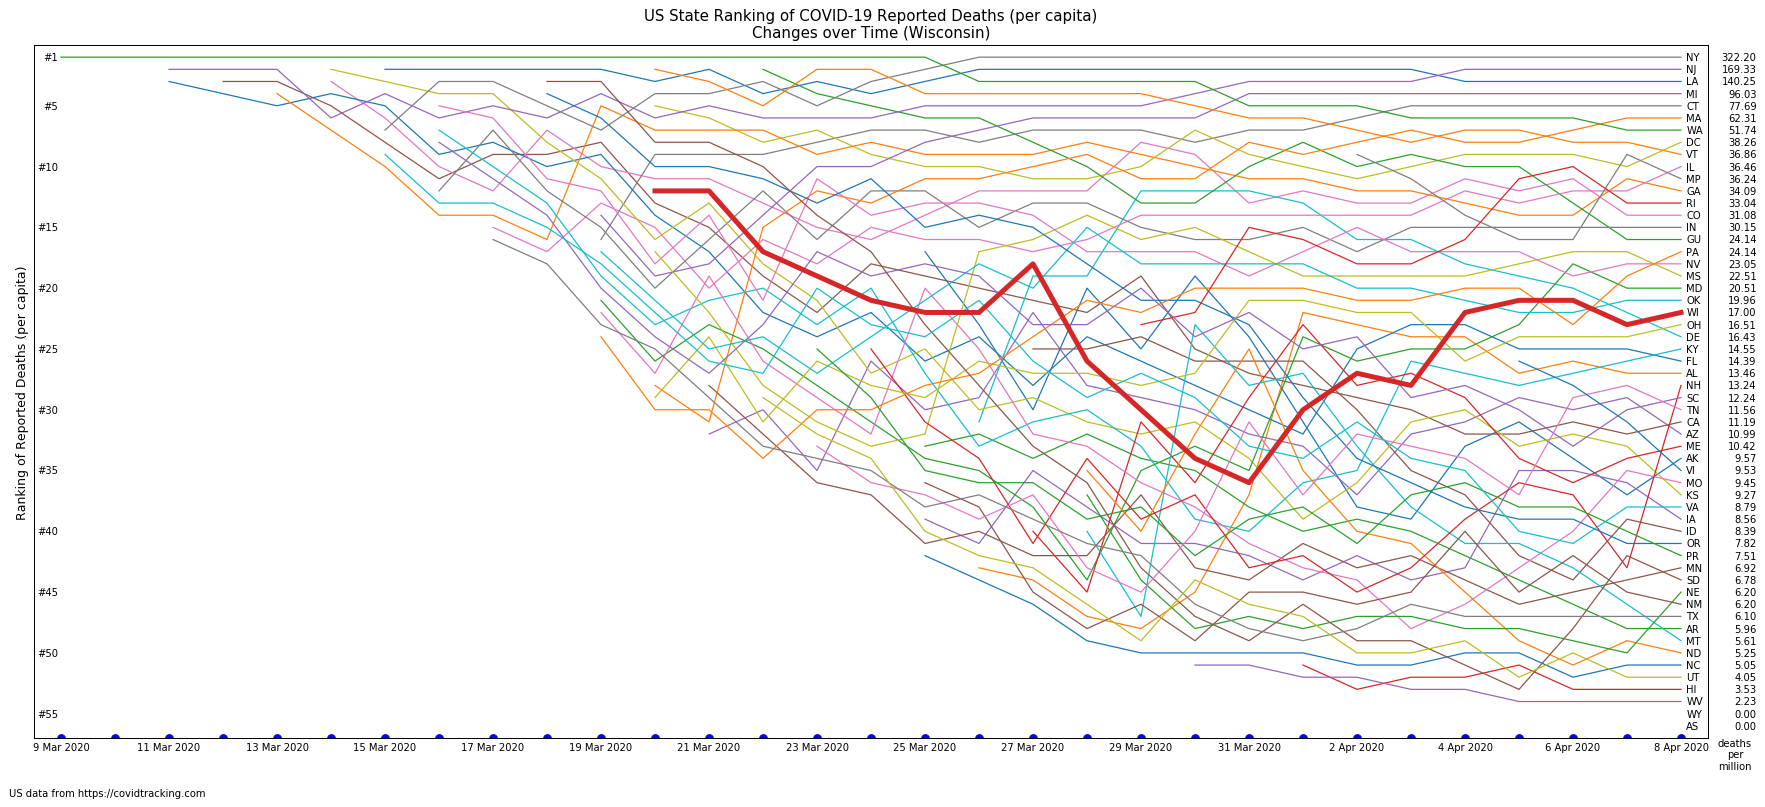 US State Ranking of COVID-19 Reported Deaths (per capita)
Changes over Time (Wisconsin)
Ranking of Reported Deaths (per capita)
#1
#5
#10
#15
#20
#25
#30
#35
#40
#45
#50
#55
NY 322.20
NJ 169.33
LA 140.25
MI 96.03
CT 77.69
MA 62.31
WA 51.74
DC 38.26
VT 36.86
IL 36.46
MP 36.24
GA 34.09
RI 33.04
CO 31.08
IN 30.15
GU 24.14
PA 24.14
NV 23.05
MS 22.51
MD 20.51
OK 19.96
WI 17.00
OH 16.51
DE 16.43
KY 14.55
FL 14.39
AL 13.46
NH 13.24
SC 12.24
TN 11.56
CA 11.19
AZ 10.99
ME 10.42
AK 9.57
VI 9.53
MO 9.45
KS 9.27
VA 8.79
IA 8.56
ID 8.39
OR 7.82
PR 7.51
MN 6.92
SD 6.78
NE 6.20
NM 6.20
TX 6.10
AR 5.96
MT 5.61
ND 5.25
NC 5.05
UT 4.05
HI 3.53
WV 2.23
WY 0.00
AS 0.00
9 Mar 2020 11 Mar 2020 13 Mar 2020 15 Mar 2020 17 Mar 2020 19 Mar 2020 21 Mar 2020 23 Mar 2020 25 Mar 2020 27 Mar 2020 29 Mar 2020 31 Mar 2020 2 Apr 2020 4 Apr 2020 6 Apr 2020 8 Apr 2020
deaths
per
million
US data from https://covidtracking.com